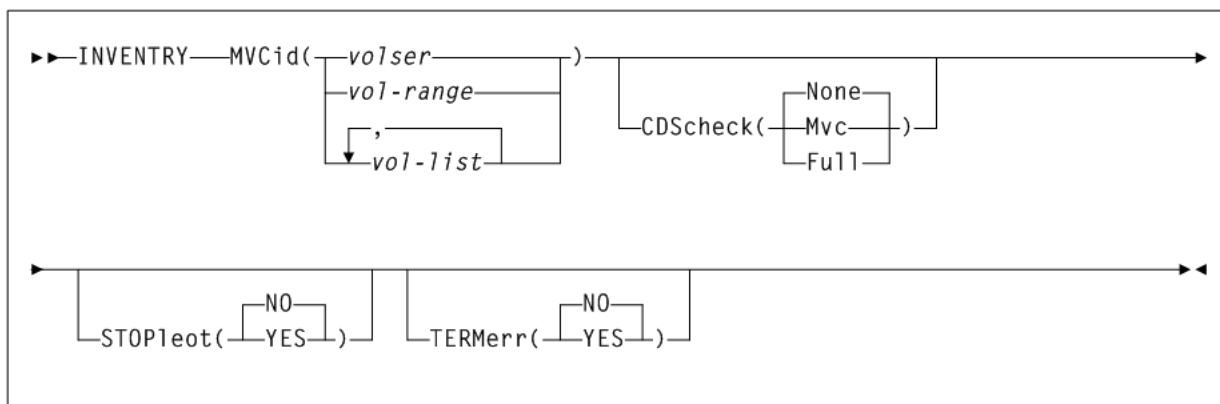 INVENTRY MVCid( volser )
vol-range
,
vol-list
None
CDScheck( Mvc )
Full
NO
STOPleot( YES )
NO
TERMerr( YES )